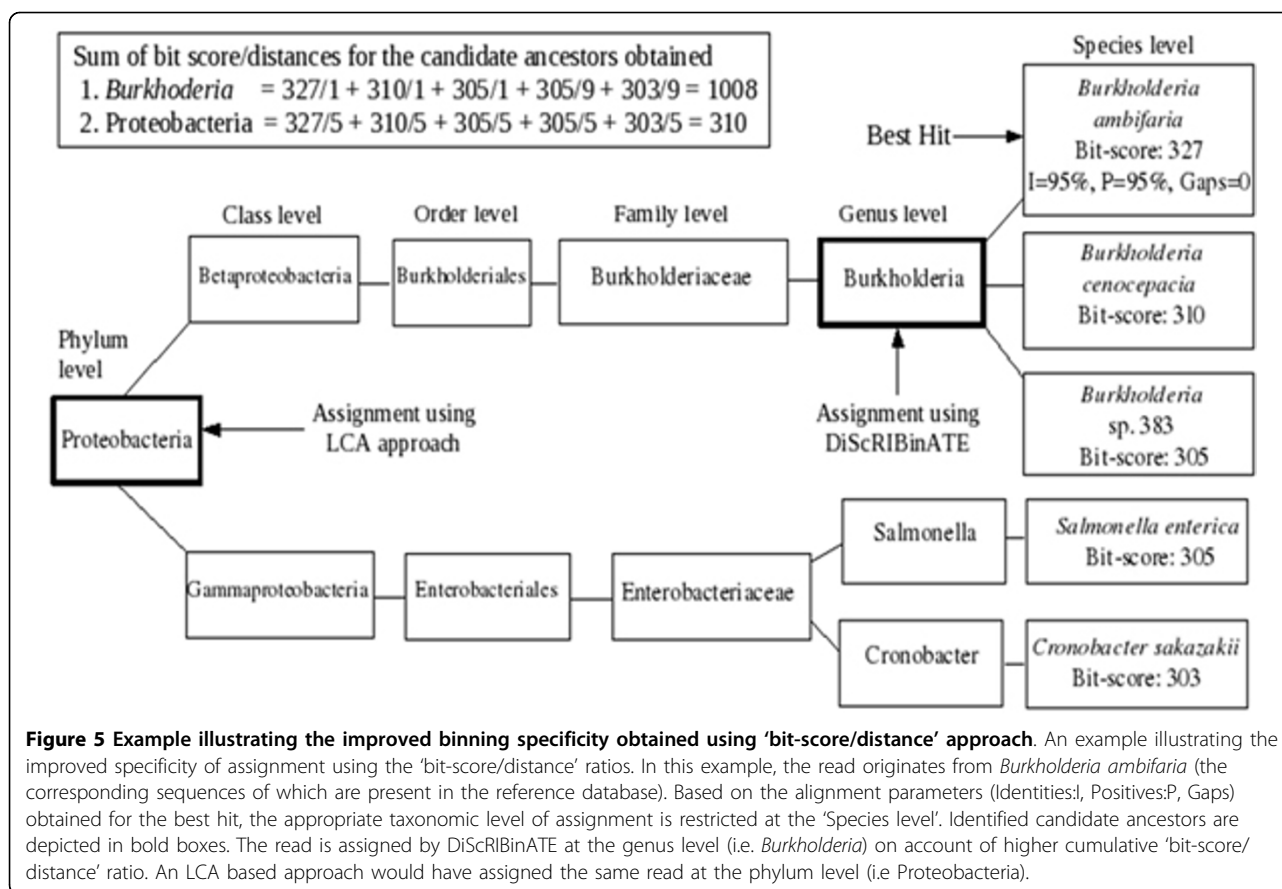 Sum of bit score/distances for the candidate ancestors obtained
1. Burkhoderia = 327/1 + 310/1 + 305/1 + 305/9 + 303/9 = 1008
2. Proteobacteria = 327/5 + 310/5 + 305/5 + 305/5 + 303/5 = 310
Species level
Burkholderia
ambifaria
Bit-score: 327
I=95%, P=95%, Gaps=0
Best Hit
Class level
Order level
Family level
Genus level
Betaproteobacteria
Burkholderiales
Burkholderiaceae
Burkholderia
Burkholderia
cenocepacia
Bit-score: 310
Phylum
level
Proteobacteria
Assignment using
LCA approach
Assignment using
DiScRIBinATE
Burkholderia
sp. 383
Bit-score: 305
Gammaproteobacteria
Enterobacteriales
Enterobacteriaceae
Salmonella
Salmonella enterica
Bit-score: 305
Cronobacter
Cronobacter sakazakii
Bit-score: 303
Figure 5 Example illustrating the improved binning specificity obtained using ‘bit-score/distance’ approach. An example illustrating the
improved specificity of assignment using the ‘bit-score/distance’ ratios. In this example, the read originates from Burkholderia ambifaria (the
corresponding sequences of which are present in the reference database). Based on the alignment parameters (Identities:I, Positives:P, Gaps)
obtained for the best hit, the appropriate taxonomic level of assignment is restricted at the ‘Species level’. Identified candidate ancestors are
depicted in bold boxes. The read is assigned by DiScRIBinATE at the genus level (i.e. Burkholderia) on account of higher cumulative ‘bit-score/
distance’ ratio. An LCA based approach would have assigned the same read at the phylum level (i.e Proteobacteria).